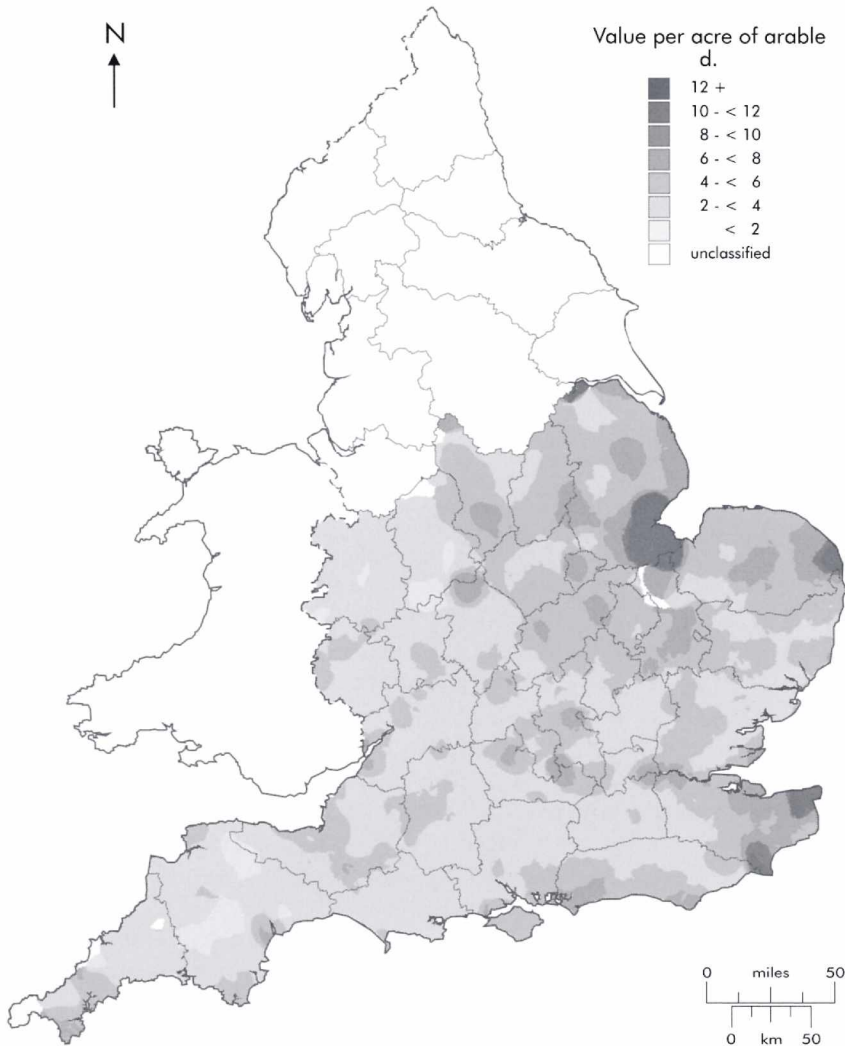 N
Value per acre of arable
d.
12 +
10 - < 12
8 - < 10
6 - < 8
4 - < 6
2 - < 4
< 2
unclassified
0 miles 50
0 km 50